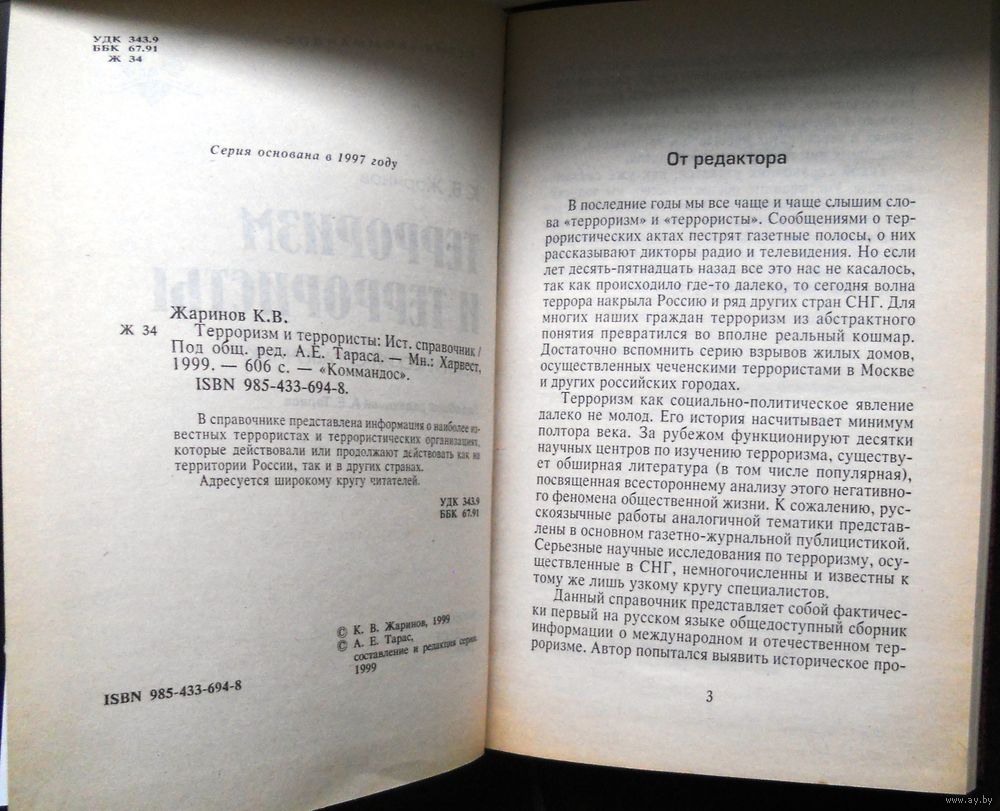 УДК 343.9
ББК 67.91
Ж 34
Серия основана в 1997 году
Жаринов К.В.
Ж 34
Терроризм и террористы: Ист. справочник /
Под общ. ред. А.Е. Тараса. — Мн.: Харвест,
1999. — 606 с. — «Коммандос».
ISBN 985-433-694-8.
В справочнике представлена информация о наиболее из-
вестных террористах и террористических организациях,
которые действовали или продолжают действовать как на
территории России, так и в других странах.
Адресуется широкому кругу читателей.
УДК 343.9
ББК 67.91
© К. В. Жаринов, 1999
© А. Е. Тарас,
составление и редакция серии.
1999
ISBN 985-433-694-8
От редактора
В последние годы мы все чаще и чаще слышим сло-
ва «терроризм» и «террористы». Сообщениями о тер-
рористических актах пестрят газетные полосы, о них
рассказывают дикторы радио и телевидения. Но если
лет десять-пятнадцать назад все это нас не касалось,
так как происходило где-то далеко, то сегодня волна
террора накрыла Россию и ряд других стран СНГ. Для
многих наших граждан терроризм из абстрактного
понятия превратился во вполне реальный кошмар.
Достаточно вспомнить серию взрывов жилых домов,
осуществленных чеченскими террористами в Москве
и других российских городах.
Терроризм как социально-политическое явление
далеко не молод. Его история насчитывает минимум
полтора века. За рубежом функционируют десятки
научных центров по изучению терроризма, существу-
ет обширная литература (в том числе популярная),
посвященная всестороннему анализу этого негативно-
го феномена общественной жизни. К сожалению, рус-
скоязычные работы аналогичной тематики представ-
лены в основном газетно-журнальной публицистикой.
Серьезные научные исследования по терроризму, осу-
ществленные в СНГ, немногочисленны и известны к
тому же лишь узкому кругу специалистов.
Данный справочник представляет собой фактичес-
ки первый на русском языке общедоступный сборник
информации о международном и отечественном тер-
роризме. Автор попытался выявить историческое про-
3
www.ay.by